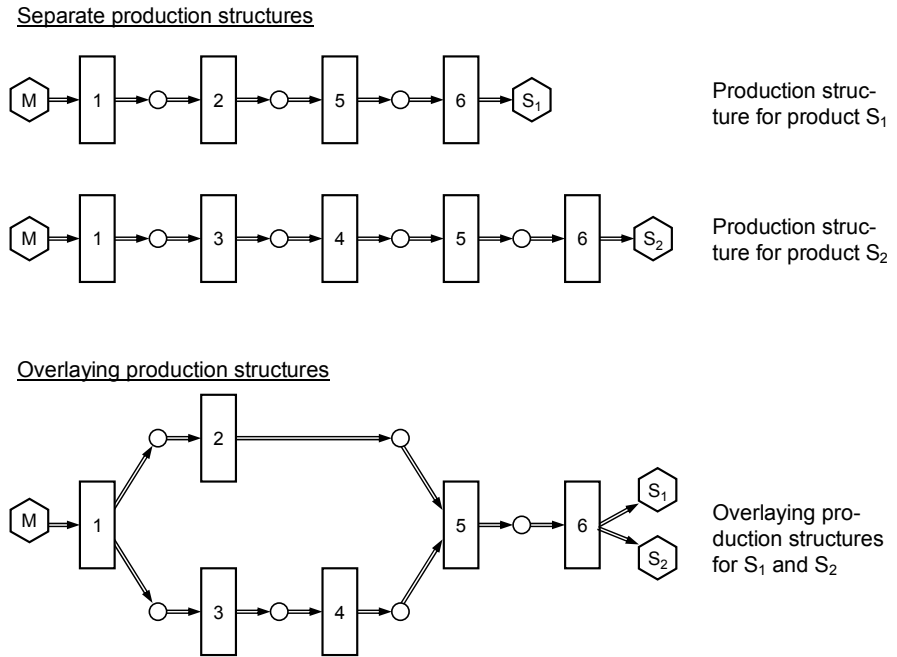 Separate production structures
M 1 2 5 6 S₁
Production struc-
ture for product S₁
M 1 3 4 5 6 S₂
Production struc-
ture for product S₂
Overlaying production structures
2
M 1 5 6 S₁
S₂
3 4
Overlaying pro-
duction structures
for S₁ and S₂